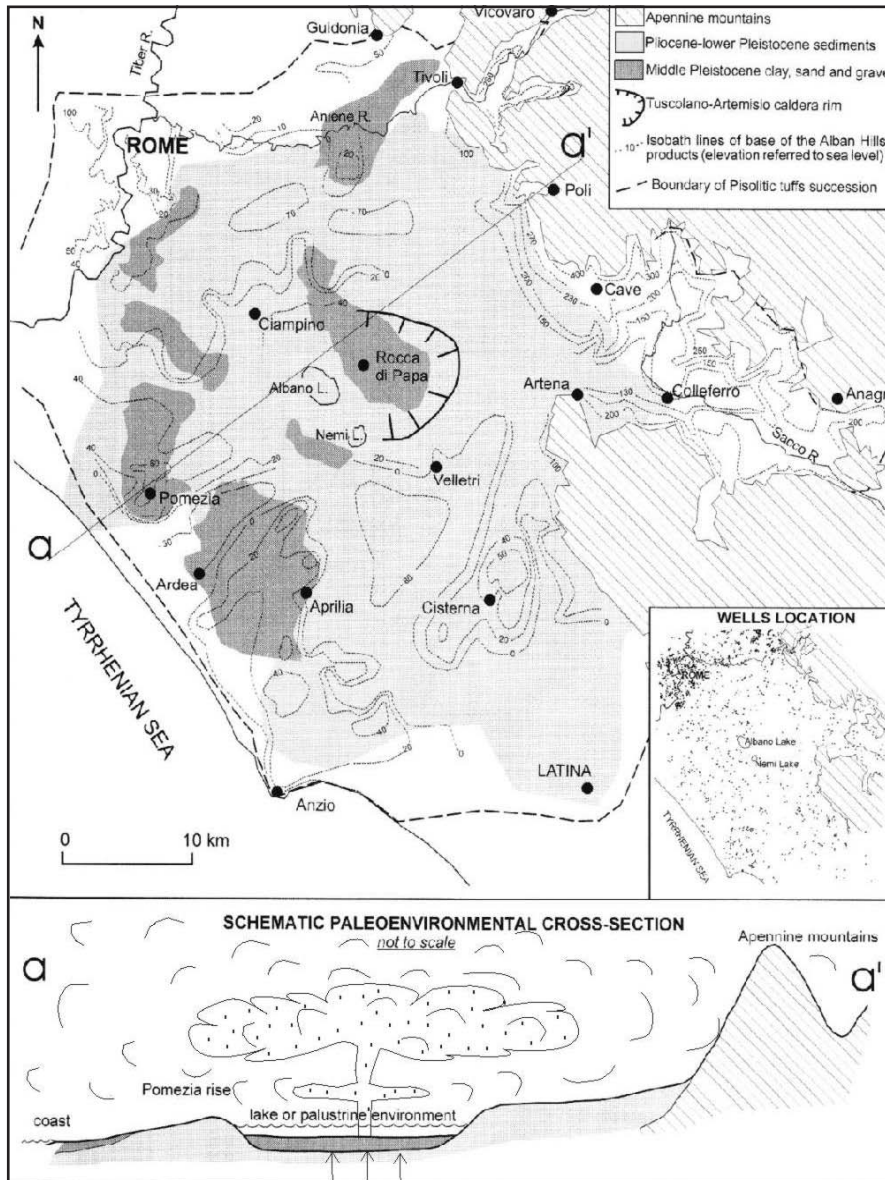 N
Tiber R.
Guidonia
Vicovaro
Tivoli
Aniene R.
ROME
a'
Poli
Cave
Ciampino
Rocca
di Papa
Albano L.
Nemi L.
Artena
Colleferro
Anagr
Sacco R.
Velletri
Pomezia
a
Ardea
Aprilia
Cisterna
TYRRHENIAN SEA
LATINA
Anzio
0 10 km
Apennine mountains
Pliocene-lower Pleistocene sediments
Middle Pleistocene clay, sand and grave
Tuscolano-Artemisio caldera rim
10 Isobath lines of base of the Alban Hills
products (elevation referred to sea level)
Boundary of Pisolitic tuffs succession
WELLS LOCATION
ROME
Albano Lake
Nemi Lake
TYRRHENIAN SEA
SCHEMATIC PALEOENVIRONMENTAL CROSS-SECTION
not to scale
Apennine mountains
a
a'
Pomezia rise
lake or palustrine environment
coast